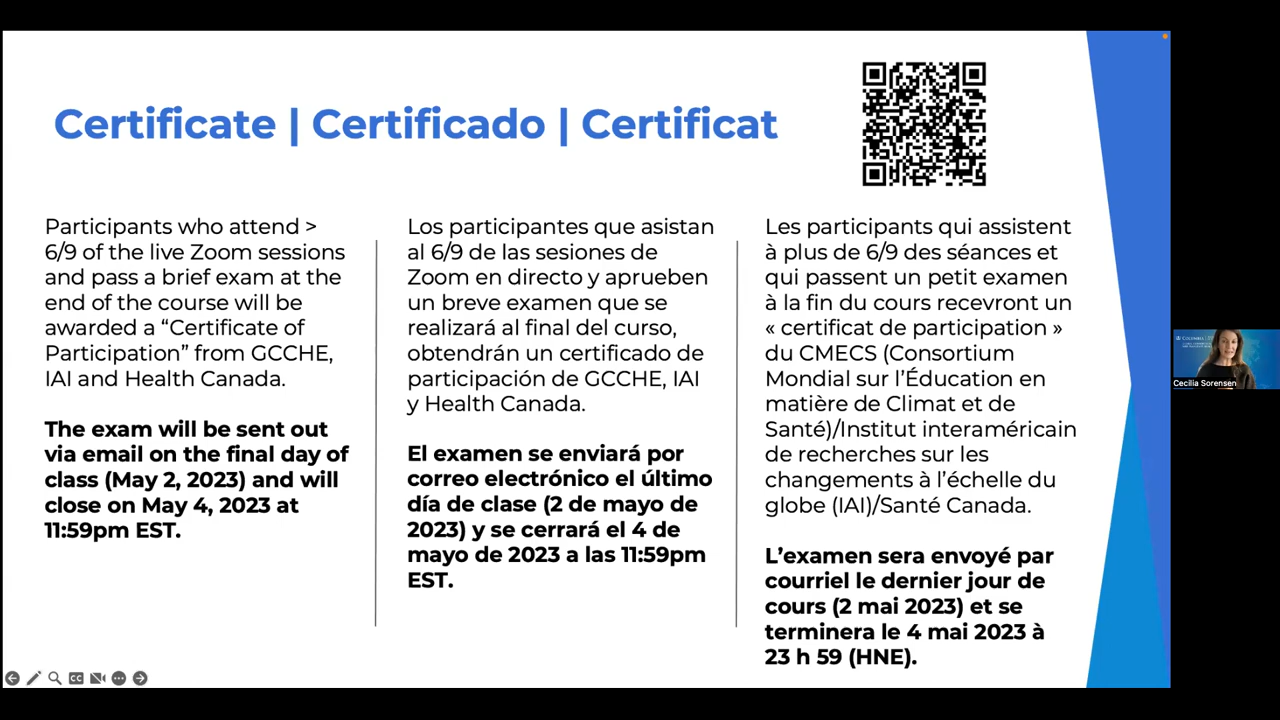 Certificate | Certificado | Certificat
Participants who attend >
6/9 of the live Zoom sessions
and pass a brief exam at the
end of the course will be
awarded a “Certificate of
Participation” from GCCHE,
IAI and Health Canada.
The exam will be sent out
via email on the final day of
class (May 2, 2023) and will
close on May 4, 2023 at
11:59pm EST.
Los participantes que asistan
al 6/9 de las sesiones de
Zoom en directo y aprueben
un breve examen que se
realizará al final del curso,
obtendrán un certificado de
participación de GCCHE, IAI
y Health Canada.
El examen se enviará por
correo electrónico el último
día de clase (2 de mayo de
2023) y se cerrará el 4 de
mayo de 2023 a las 11:59pm
EST.
Les participants qui assistent
à plus de 6/9 des séances et
qui passent un petit examen
à la fin du cours recevront un
« certificat de participation »
du CMECS (Consortium
Mondial sur l’Éducation en
matière de Climat et de
Santé)/Institut interaméricain
de recherches sur les
changements à l’échelle du
globe (IAI)/Santé Canada.
L’examen sera envoyé par
courriel le dernier jour de
cours (2 mai 2023) et se
terminera le 4 mai 2023 à
23 h 59 (HNE).
CC
Cecilia Sorensen